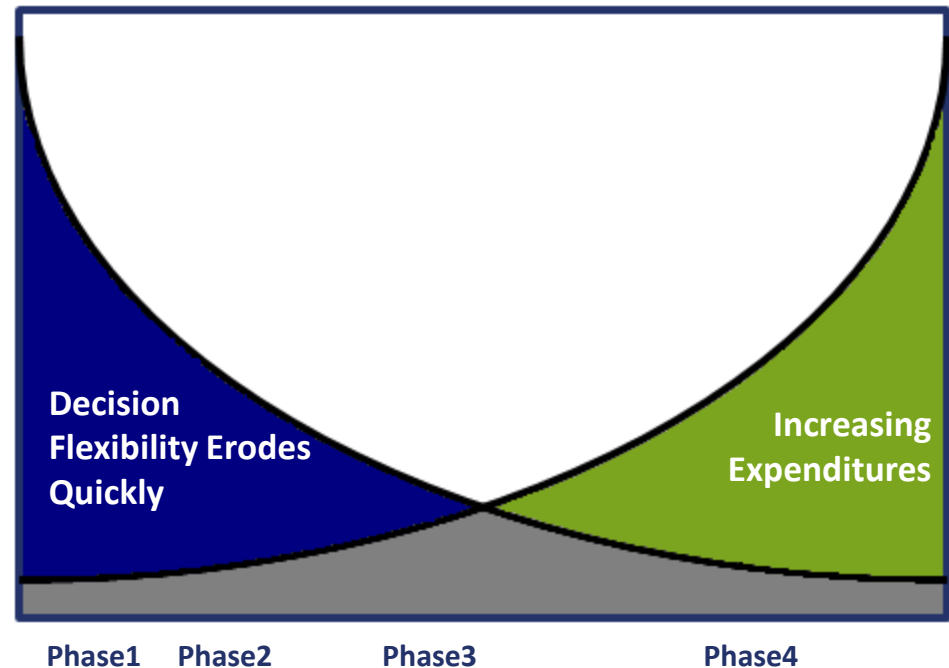 Decision
Flexibility Erodes
Quickly
Increasing
Expenditures
Phase1 Phase2 Phase3 Phase4